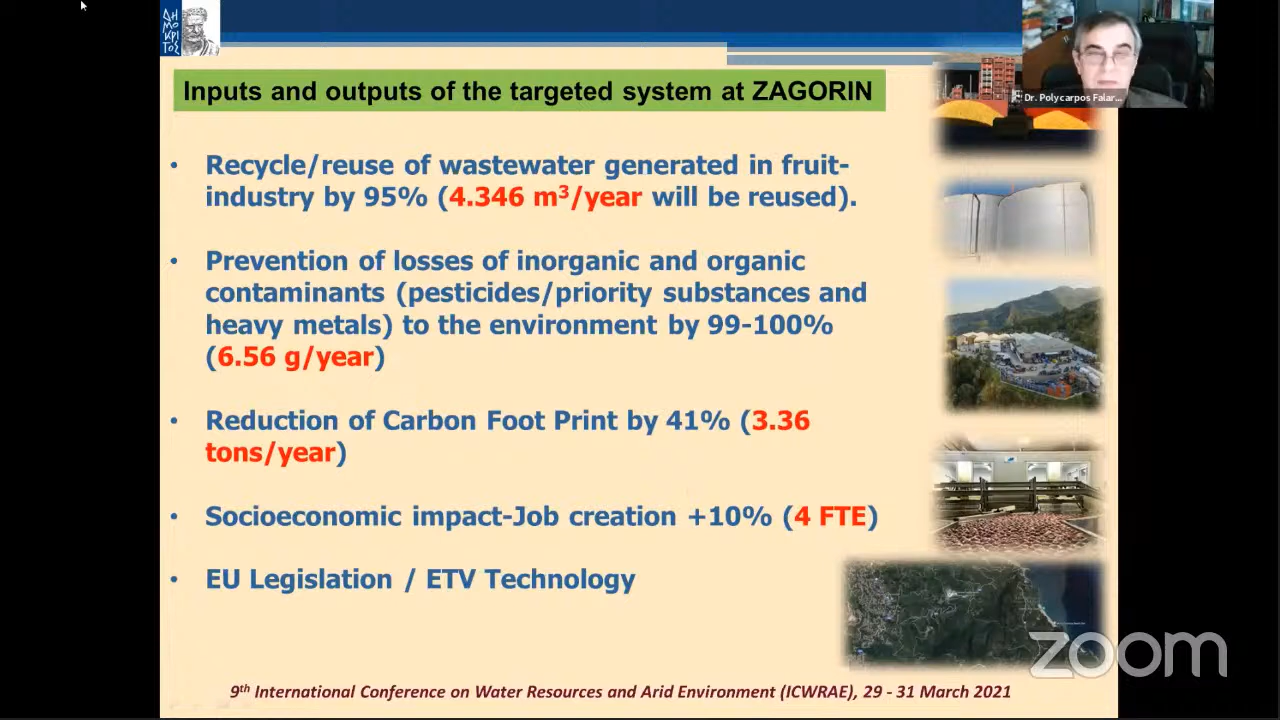 ΔΗ
ΜΟ
ΚΡΙ
ΤΟΣ
Dr. Polycarpos Falar...
Inputs and outputs of the targeted system at ZAGORIN
• Recycle/reuse of wastewater generated in fruit-
industry by 95% (4.346 m³/year will be reused).
• Prevention of losses of inorganic and organic
contaminants (pesticides/priority substances and
heavy metals) to the environment by 99-100%
(6.56 g/year)
• Reduction of Carbon Foot Print by 41% (3.36
tons/year)
• Socioeconomic impact-Job creation +10% (4 FTE)
• EU Legislation / ETV Technology
zoom
9th International Conference on Water Resources and Arid Environment (ICWRAE), 29 - 31 March 2021